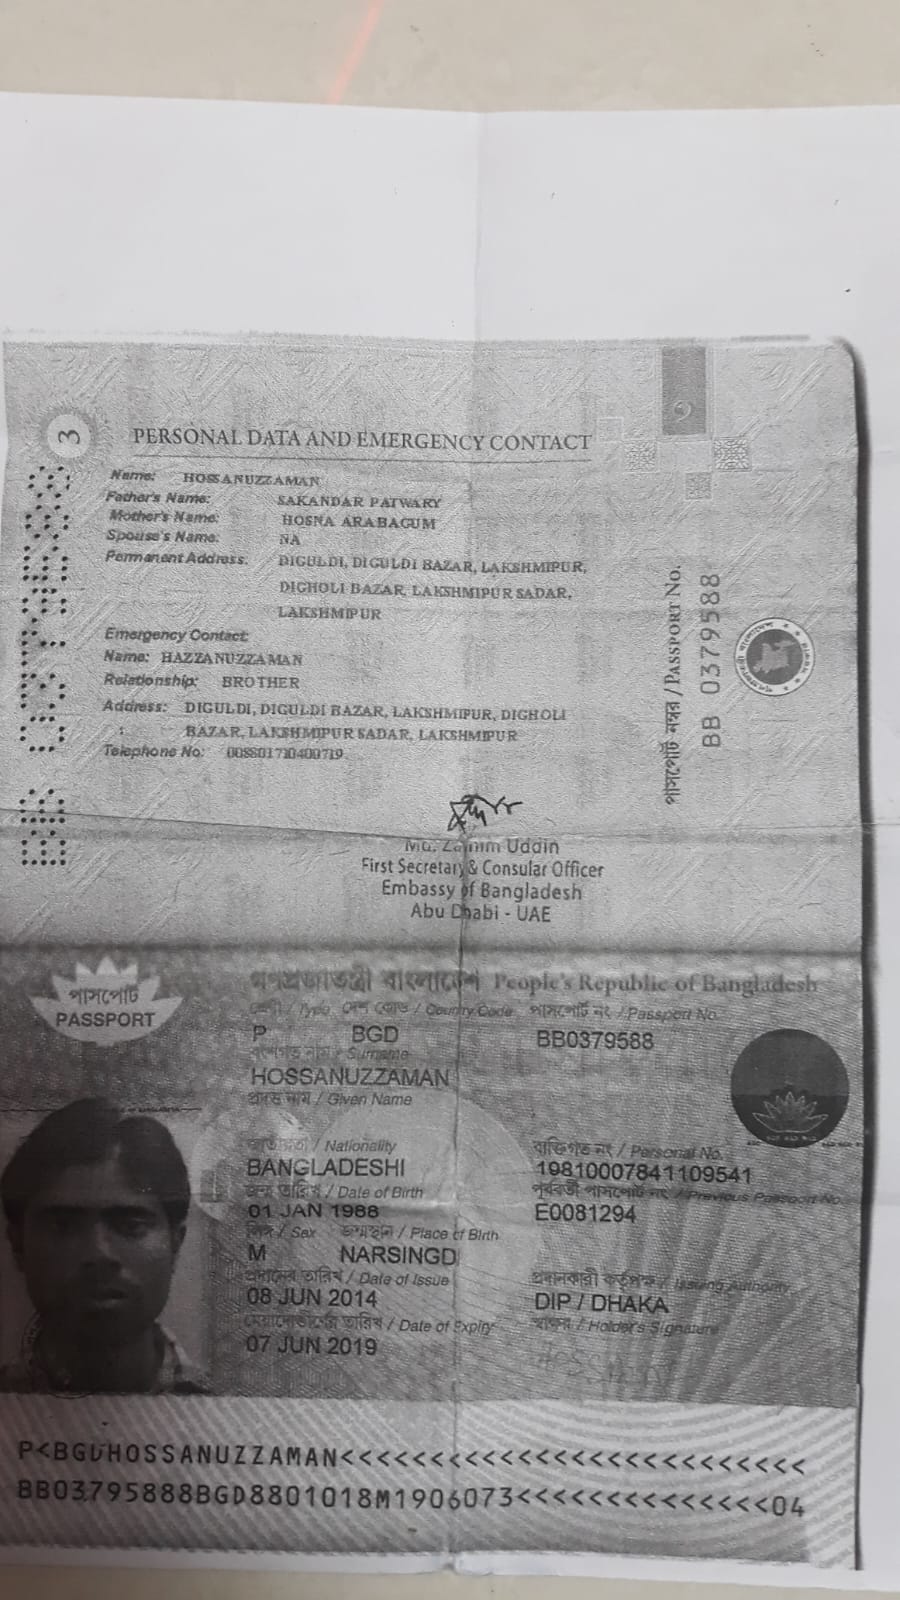 3
PERSONAL DATA AND EMERGENCY CONTACT
Name: HOSSANUZZAMAN
Father's Name: SAKANDAR PATWARY
Mother's Name: HOSNA ARA BAGUM
Spouse's Name: NA
Permanent Address: DIGULDI, DIGULDI BAZAR, LAKSHMIPUR,
DIGHOLI BAZAR, LAKSHMIPUR SADAR,
LAKSHMIPUR
Emergency Contact:
Name: HAZZANUZZAMAN
Relationship: BROTHER
Address: DIGULDI, DIGULDI BAZAR, LAKSHMIPUR, DIGHOLI
: BAZAR, LAKSHMIPUR SADAR, LAKSHMIPUR
Telephone No: 008801730400719
পাসপোর্ট নম্বর / PASSPORT No.
BB 0379588
Uddin
First Secretary & Consular Officer
Embassy of Bangladesh
Abu Dhabi - UAE
পাসপোর্ট
PASSPORT
গণপ্রজাতন্ত্রী বাংলাদেশ People's Republic of Bangladesh
শ্রেণী / Type দেশ কোড / Country Code পাসপোর্ট নং / Passport No.
P BGD BB0379588
বংশগত নাম / Surname
HOSSANUZZAMAN
প্রদত্ত নাম / Given Name
জাতীয়তা / Nationality ব্যক্তিগত নং / Personal No.
BANGLADESHI 19810007841109541
জন্ম তারিখ / Date of Birth পূর্ববর্তী পাসপোর্ট নং / Previous Passport No.
01 JAN 1988 E0081294
লিঙ্গ / Sex জন্মস্থান / Place of Birth
M NARSINGDI
প্রদানের তারিখ / Date of Issue প্রদানকারী কর্তৃপক্ষ / Issuing Authority
08 JUN 2014 DIP / DHAKA
মেয়াদোত্তীর্ণের তারিখ / Date of Expiry স্বাক্ষর / Holder's Signature
07 JUN 2019
P<BGDHOSSANUZZAMAN<<<<<<<<<<<<<<<<<<<<<<<<<<
BB03795888BGD8801018M1906073<<<<<<<<<<<<<<04